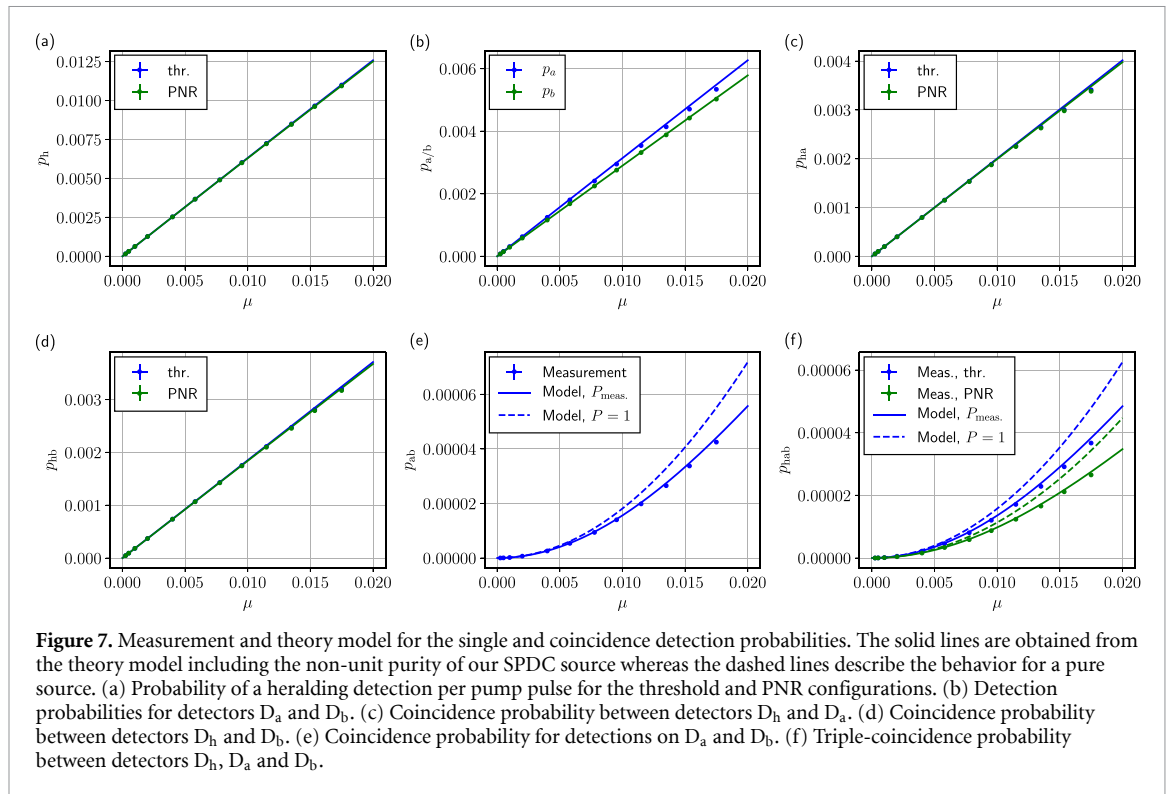 (a)
0.0125
0.0100
0.0075
0.0050
0.0025
0.0000
p_h
thr.
PNR
0.000 0.005 0.010 0.015 0.020
μ
(b)
0.006
0.004
0.002
0.000
p_a/b
p_a
p_b
0.000 0.005 0.010 0.015 0.020
μ
(c)
0.004
0.003
0.002
0.001
0.000
p_ha
thr.
PNR
0.000 0.005 0.010 0.015 0.020
μ
(d)
0.003
0.002
0.001
0.000
p_hb
thr.
PNR
0.000 0.005 0.010 0.015 0.020
μ
(e)
0.00006
0.00004
0.00002
0.00000
p_ab
Measurement
Model, P_meas.
Model, P = 1
0.000 0.005 0.010 0.015 0.020
μ
(f)
0.00006
0.00004
0.00002
0.00000
p_hab
Meas., thr.
Meas., PNR
Model, P_meas.
Model, P = 1
0.000 0.005 0.010 0.015 0.020
μ
Figure 7. Measurement and theory model for the single and coincidence detection probabilities. The solid lines are obtained from
the theory model including the non-unit purity of our SPDC source whereas the dashed lines describe the behavior for a pure
source. (a) Probability of a heralding detection per pump pulse for the threshold and PNR configurations. (b) Detection
probabilities for detectors D_a and D_b. (c) Coincidence probability between detectors D_h and D_a. (d) Coincidence probability
between detectors D_h and D_b. (e) Coincidence probability for detections on D_a and D_b. (f) Triple-coincidence probability
between detectors D_h, D_a and D_b.